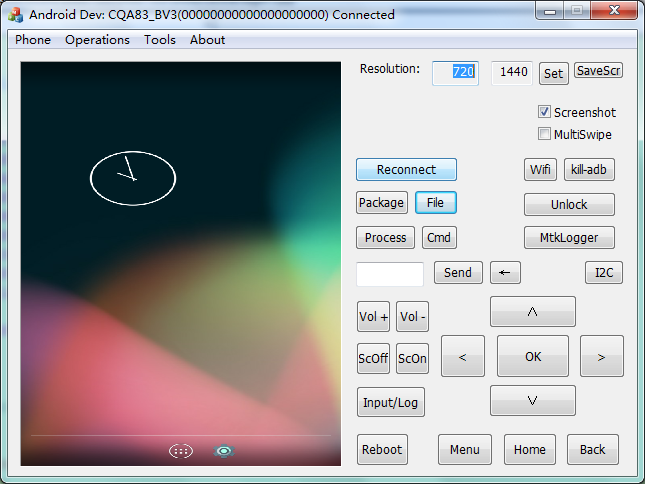 Android Dev: CQA83_BV3(00000000000000000000) Connected
Phone Operations Tools About
Resolution: 720 1440 Set SaveScr
Screenshot
MultiSwipe
Reconnect Wifi kill-adb
Package File Unlock
Process Cmd MtkLogger
Send ← I2C
Vol + Vol - ^
ScOff ScOn < OK >
Input/Log v
Reboot Menu Home Back